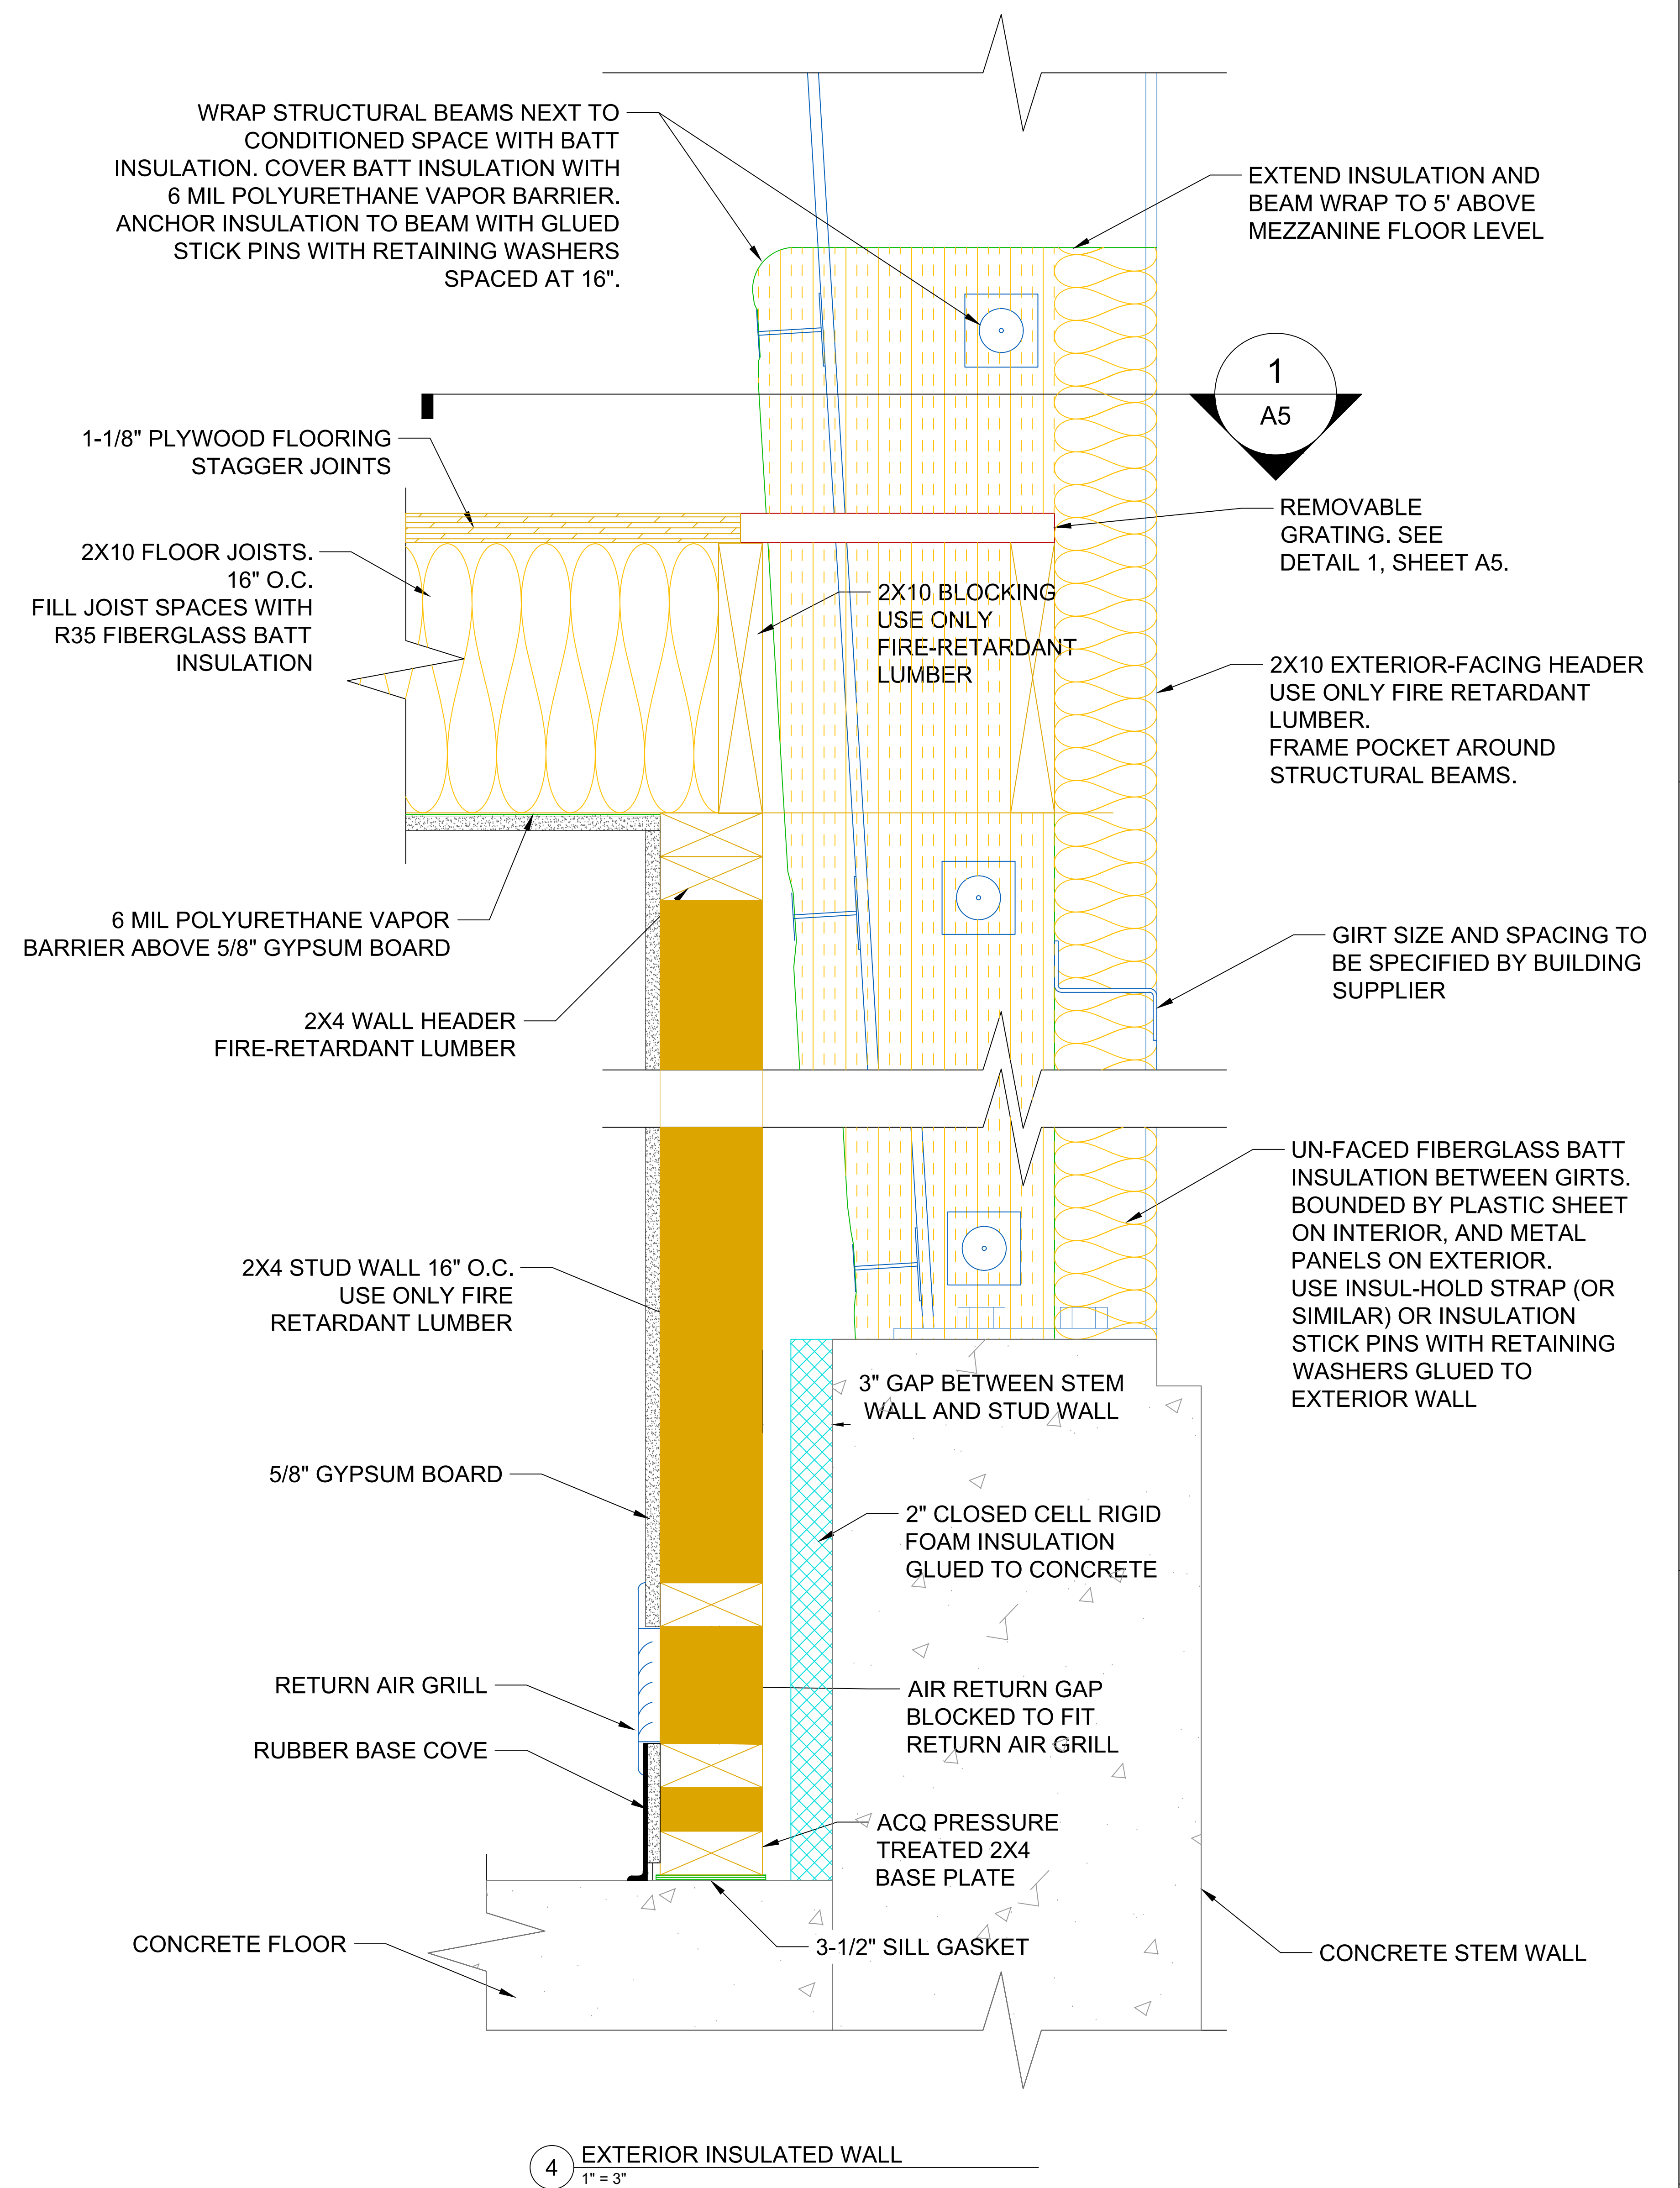 WRAP STRUCTURAL BEAMS NEXT TO
CONDITIONED SPACE WITH BATT
INSULATION. COVER BATT INSULATION WITH
6 MIL POLYURETHANE VAPOR BARRIER.
ANCHOR INSULATION TO BEAM WITH GLUED
STICK PINS WITH RETAINING WASHERS
SPACED AT 16".
EXTEND INSULATION AND
BEAM WRAP TO 5' ABOVE
MEZZANINE FLOOR LEVEL
1
A5
1-1/8" PLYWOOD FLOORING
STAGGER JOINTS
REMOVABLE
GRATING. SEE
DETAIL 1, SHEET A5.
2X10 FLOOR JOISTS.
16" O.C.
FILL JOIST SPACES WITH
R35 FIBERGLASS BATT
INSULATION
2X10 BLOCKING
USE ONLY
FIRE-RETARDANT
LUMBER
2X10 EXTERIOR-FACING HEADER
USE ONLY FIRE RETARDANT
LUMBER.
FRAME POCKET AROUND
STRUCTURAL BEAMS.
6 MIL POLYURETHANE VAPOR
BARRIER ABOVE 5/8" GYPSUM BOARD
GIRT SIZE AND SPACING TO
BE SPECIFIED BY BUILDING
SUPPLIER
2X4 WALL HEADER
FIRE-RETARDANT LUMBER
UN-FACED FIBERGLASS BATT
INSULATION BETWEEN GIRTS.
BOUNDED BY PLASTIC SHEET
ON INTERIOR, AND METAL
PANELS ON EXTERIOR.
USE INSUL-HOLD STRAP (OR
SIMILAR) OR INSULATION
STICK PINS WITH RETAINING
WASHERS GLUED TO
EXTERIOR WALL
2X4 STUD WALL 16" O.C.
USE ONLY FIRE
RETARDANT LUMBER
3" GAP BETWEEN STEM
WALL AND STUD WALL
5/8" GYPSUM BOARD
2" CLOSED CELL RIGID
FOAM INSULATION
GLUED TO CONCRETE
RETURN AIR GRILL
AIR RETURN GAP
BLOCKED TO FIT
RETURN AIR GRILL
RUBBER BASE COVE
ACQ PRESSURE
TREATED 2X4
BASE PLATE
CONCRETE FLOOR
3-1/2" SILL GASKET
CONCRETE STEM WALL
4
EXTERIOR INSULATED WALL
1" = 3"